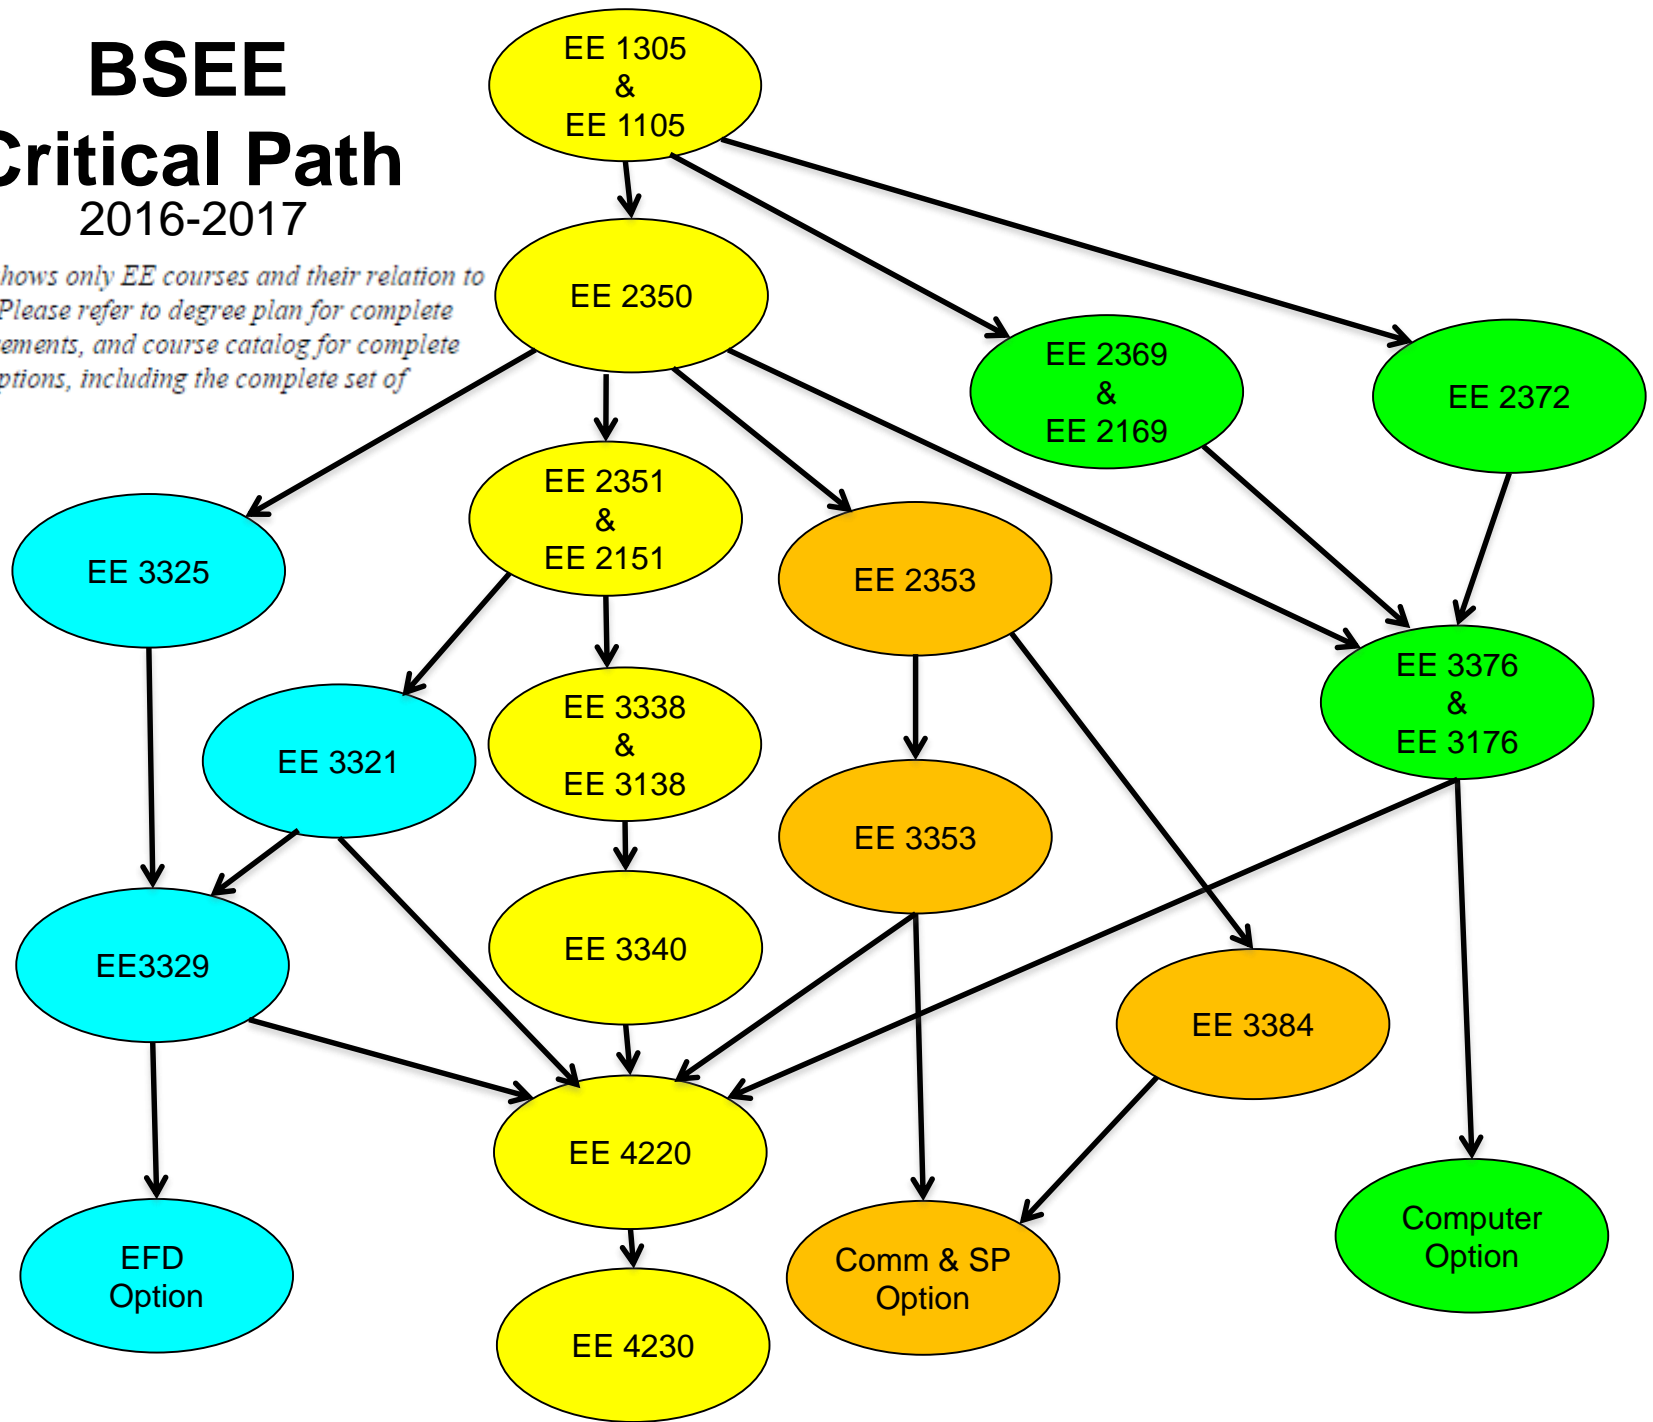 BSEE
Critical Path
2016-2017
hows only EE courses and their relation to
Please refer to degree plan for complete
ements, and course catalog for complete
ptions, including the complete set of
EE 1305
&
EE 1105
EE 2350
EE 2369
&
EE 2169
EE 2372
EE 2351
&
EE 2151
EE 3325
EE 2353
EE 3376
&
EE 3176
EE 3321
EE 3338
&
EE 3138
EE 3353
EE3329
EE 3340
EE 3384
EE 4220
EFD
Option
Comm & SP
Option
Computer
Option
EE 4230